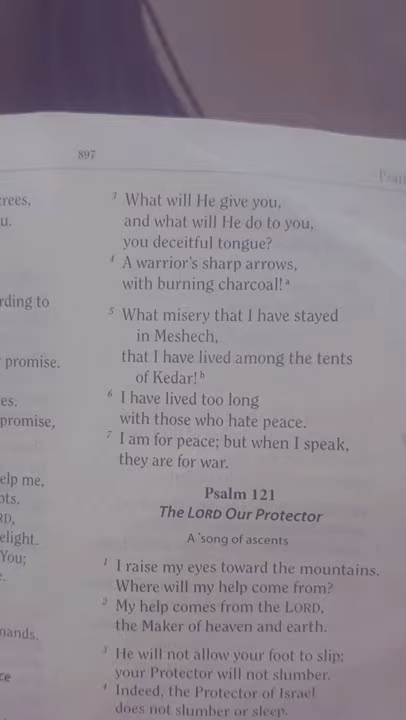 897
Psal
crees,
u.
rding to
promise.
es.
promise,
elp me,
pts.
RD,
elight.
You;
e.
mands.
ce
3 What will He give you,
and what will He do to you,
you deceitful tongue?
4 A warrior's sharp arrows,
with burning charcoal!a
5 What misery that I have stayed
in Meshech,
that I have lived among the tents
of Kedar!b
6 I have lived too long
with those who hate peace.
7 I am for peace; but when I speak,
they are for war.
Psalm 121
The LORD Our Protector
A 'song of ascents
1 I raise my eyes toward the mountains.
Where will my help come from?
2 My help comes from the LORD,
the Maker of heaven and earth.
3 He will not allow your foot to slip;
your Protector will not slumber.
4 Indeed, the Protector of Israel
does not slumber or sleep.